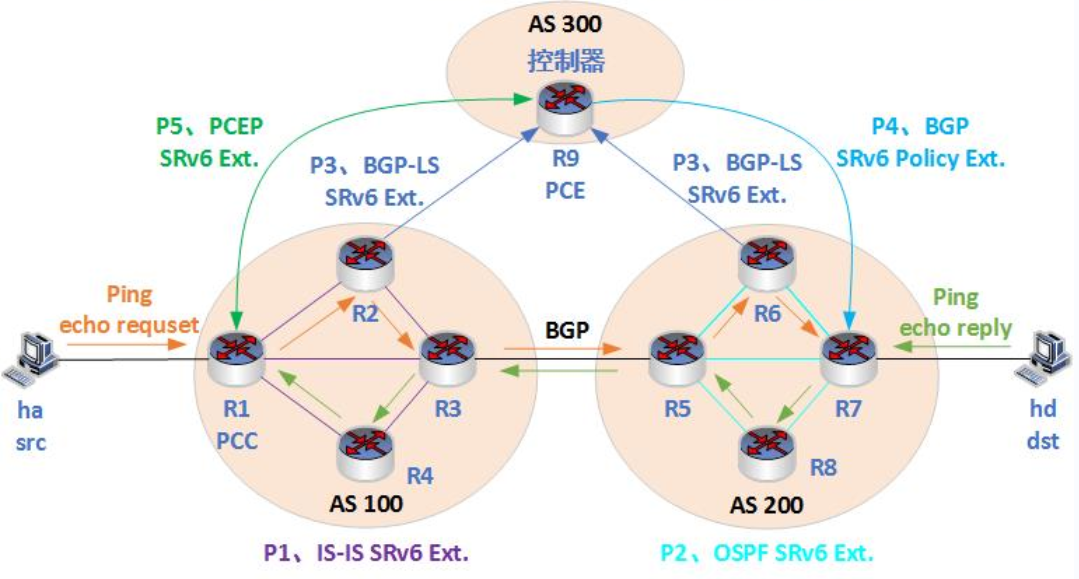 AS 300
控制器
R9
PCE
P5、PCEP
SRv6 Ext.
P4、BGP
SRv6 Policy Ext.
P3、BGP-LS
SRv6 Ext.
P3、BGP-LS
SRv6 Ext.
Ping
echo requset
R2
R6
Ping
echo reply
BGP
ha
src
R1
PCC
R3
R5
R7
hd
dst
R4
R8
AS 100
AS 200
P1、IS-IS SRv6 Ext.
P2、OSPF SRv6 Ext.